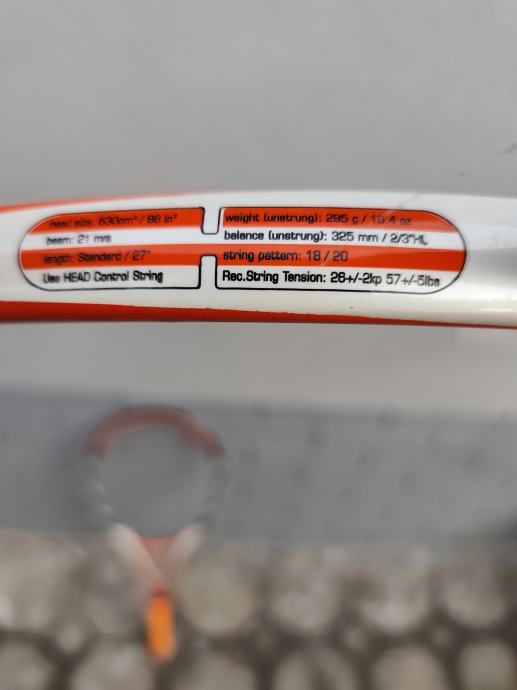 head size: 630cm² / 98 in²
beam: 21 mm
length: Standard / 27"
Use HEAD Control String
weight (unstrung): 295 g / 10.4 oz
balance (unstrung): 325 mm / 2/3"HL
string pattern: 18 / 20
Rec.String Tension: 26+/-2kp 57+/-5lbs